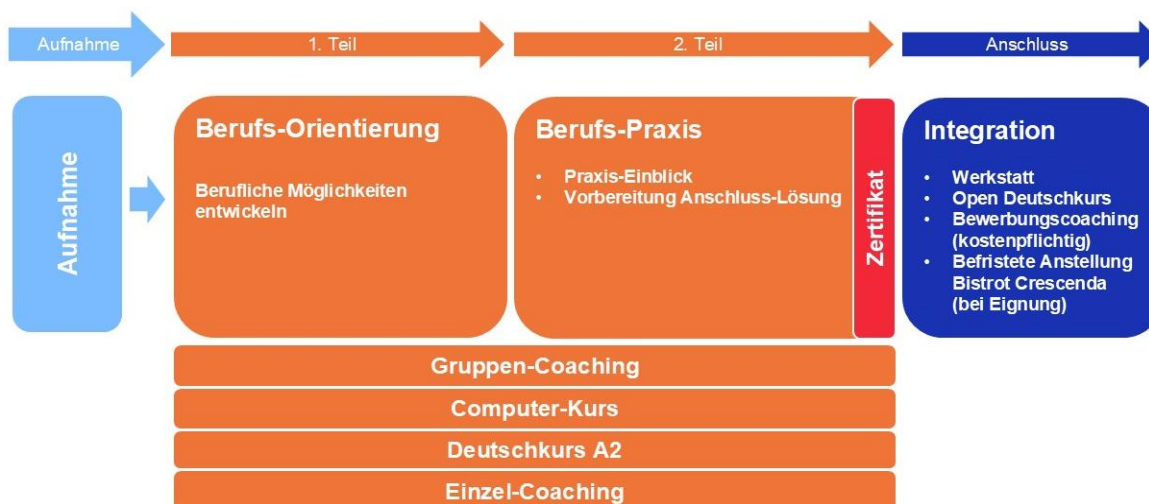 Aufnahme
1. Teil
2. Teil
Anschluss
Aufnahme
Berufs-Orientierung
Berufliche Möglichkeiten
entwickeln
Berufs-Praxis
• Praxis-Einblick
• Vorbereitung Anschluss-Lösung
Zertifikat
Integration
• Werkstatt
• Open Deutschkurs
• Bewerbungscoaching
(kostenpflichtig)
• Befristete Anstellung
Bistrot Crescenda
(bei Eignung)
Gruppen-Coaching
Computer-Kurs
Deutschkurs A2
Einzel-Coaching